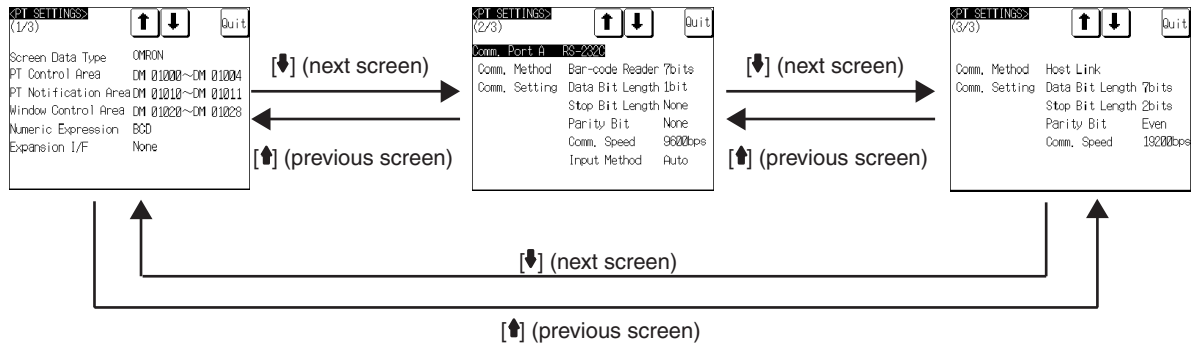 <PT SETTINGS>
(1/3)
Quit
Screen Data Type OMRON
PT Control Area DM 01000~DM 01004
PT Notification Area DM 01010~DM 01011
Window Control Area DM 01020~DM 01028
Numeric Expression BCD
Expansion I/F None
[⬇] (next screen)
[⬆] (previous screen)
<PT SETTINGS>
(2/3)
Quit
Comm. Port A RS-232C
Comm. Method Bar-code Reader 7bits
Comm. Setting Data Bit Length 1bit
Stop Bit Length None
Parity Bit None
Comm. Speed 9600bps
Input Method Auto
[⬇] (next screen)
[⬆] (previous screen)
<PT SETTINGS>
(3/3)
Quit
Comm. Method Host Link
Comm. Setting Data Bit Length 7bits
Stop Bit Length 2bits
Parity Bit Even
Comm. Speed 19200bps
[⬇] (next screen)
[⬆] (previous screen)